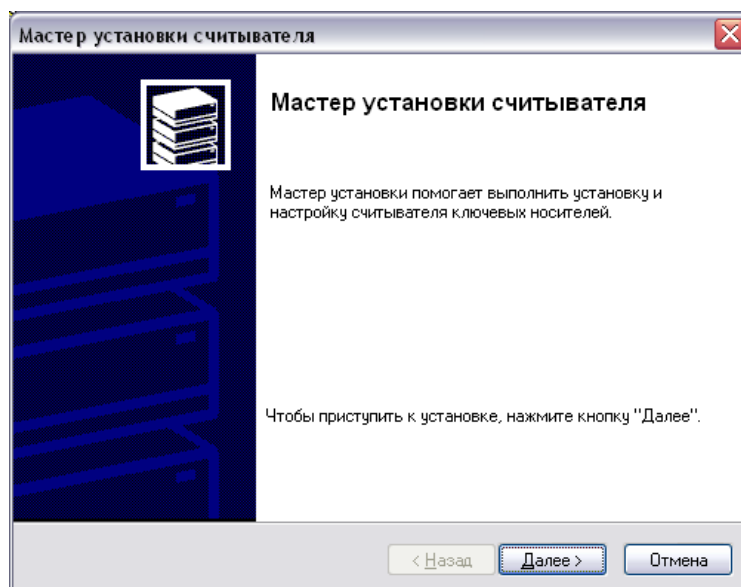 Мастер установки считывателя
Мастер установки считывателя
Мастер установки помогает выполнить установку и
настройку считывателя ключевых носителей.
Чтобы приступить к установке, нажмите кнопку "Далее".
< Назад Далее > Отмена